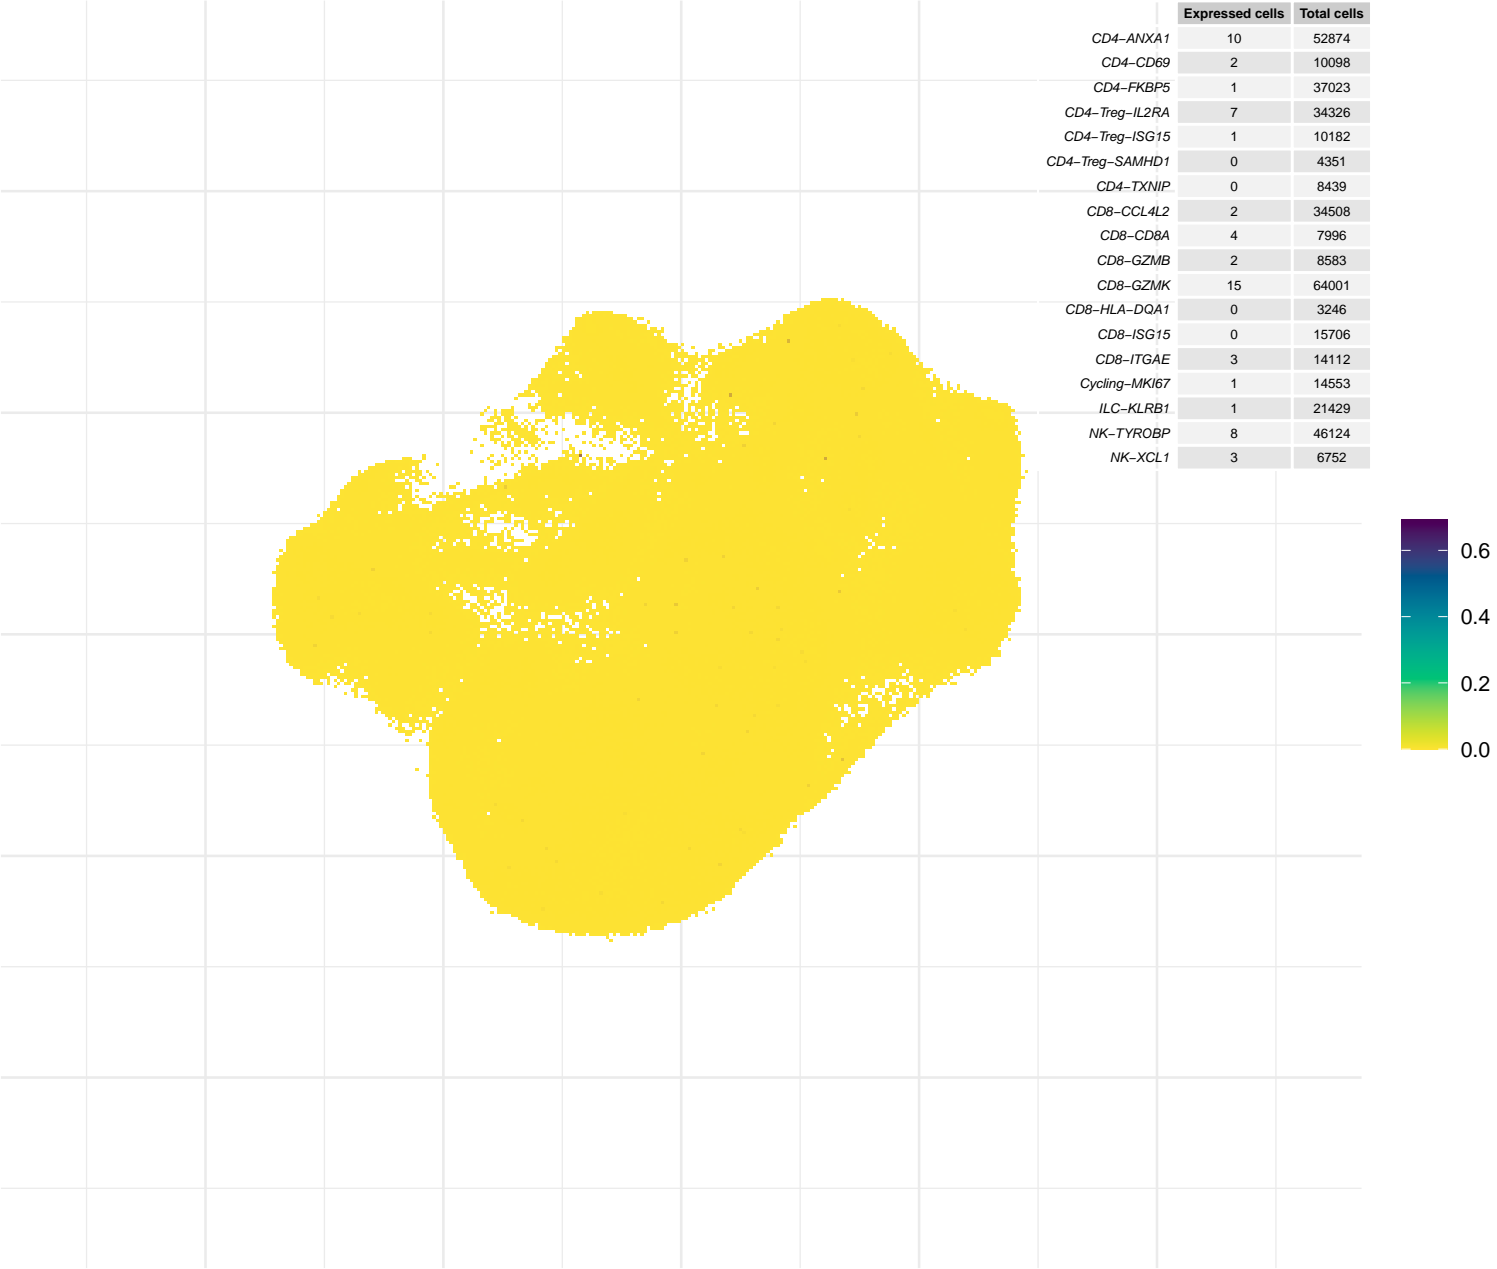 Expressed cells Total cells
CD4−ANXA1 10 52874
CD4−CD69 2 10098
CD4−FKBP5 1 37023
CD4−Treg−IL2RA 7 34326
CD4−Treg−ISG15 1 10182
CD4−Treg−SAMHD1 0 4351
CD4−TXNIP 0 8439
CD8−CCL4L2 2 34508
CD8−CD8A 4 7996
CD8−GZMB 2 8583
CD8−GZMK 15 64001
CD8−HLA−DQA1 0 3246
CD8−ISG15 0 15706
CD8−ITGAE 3 14112
Cycling−MKI67 1 14553
ILC−KLRB1 1 21429
NK−TYROBP 8 46124
NK−XCL1 3 6752
0.6
0.4
0.2
0.0